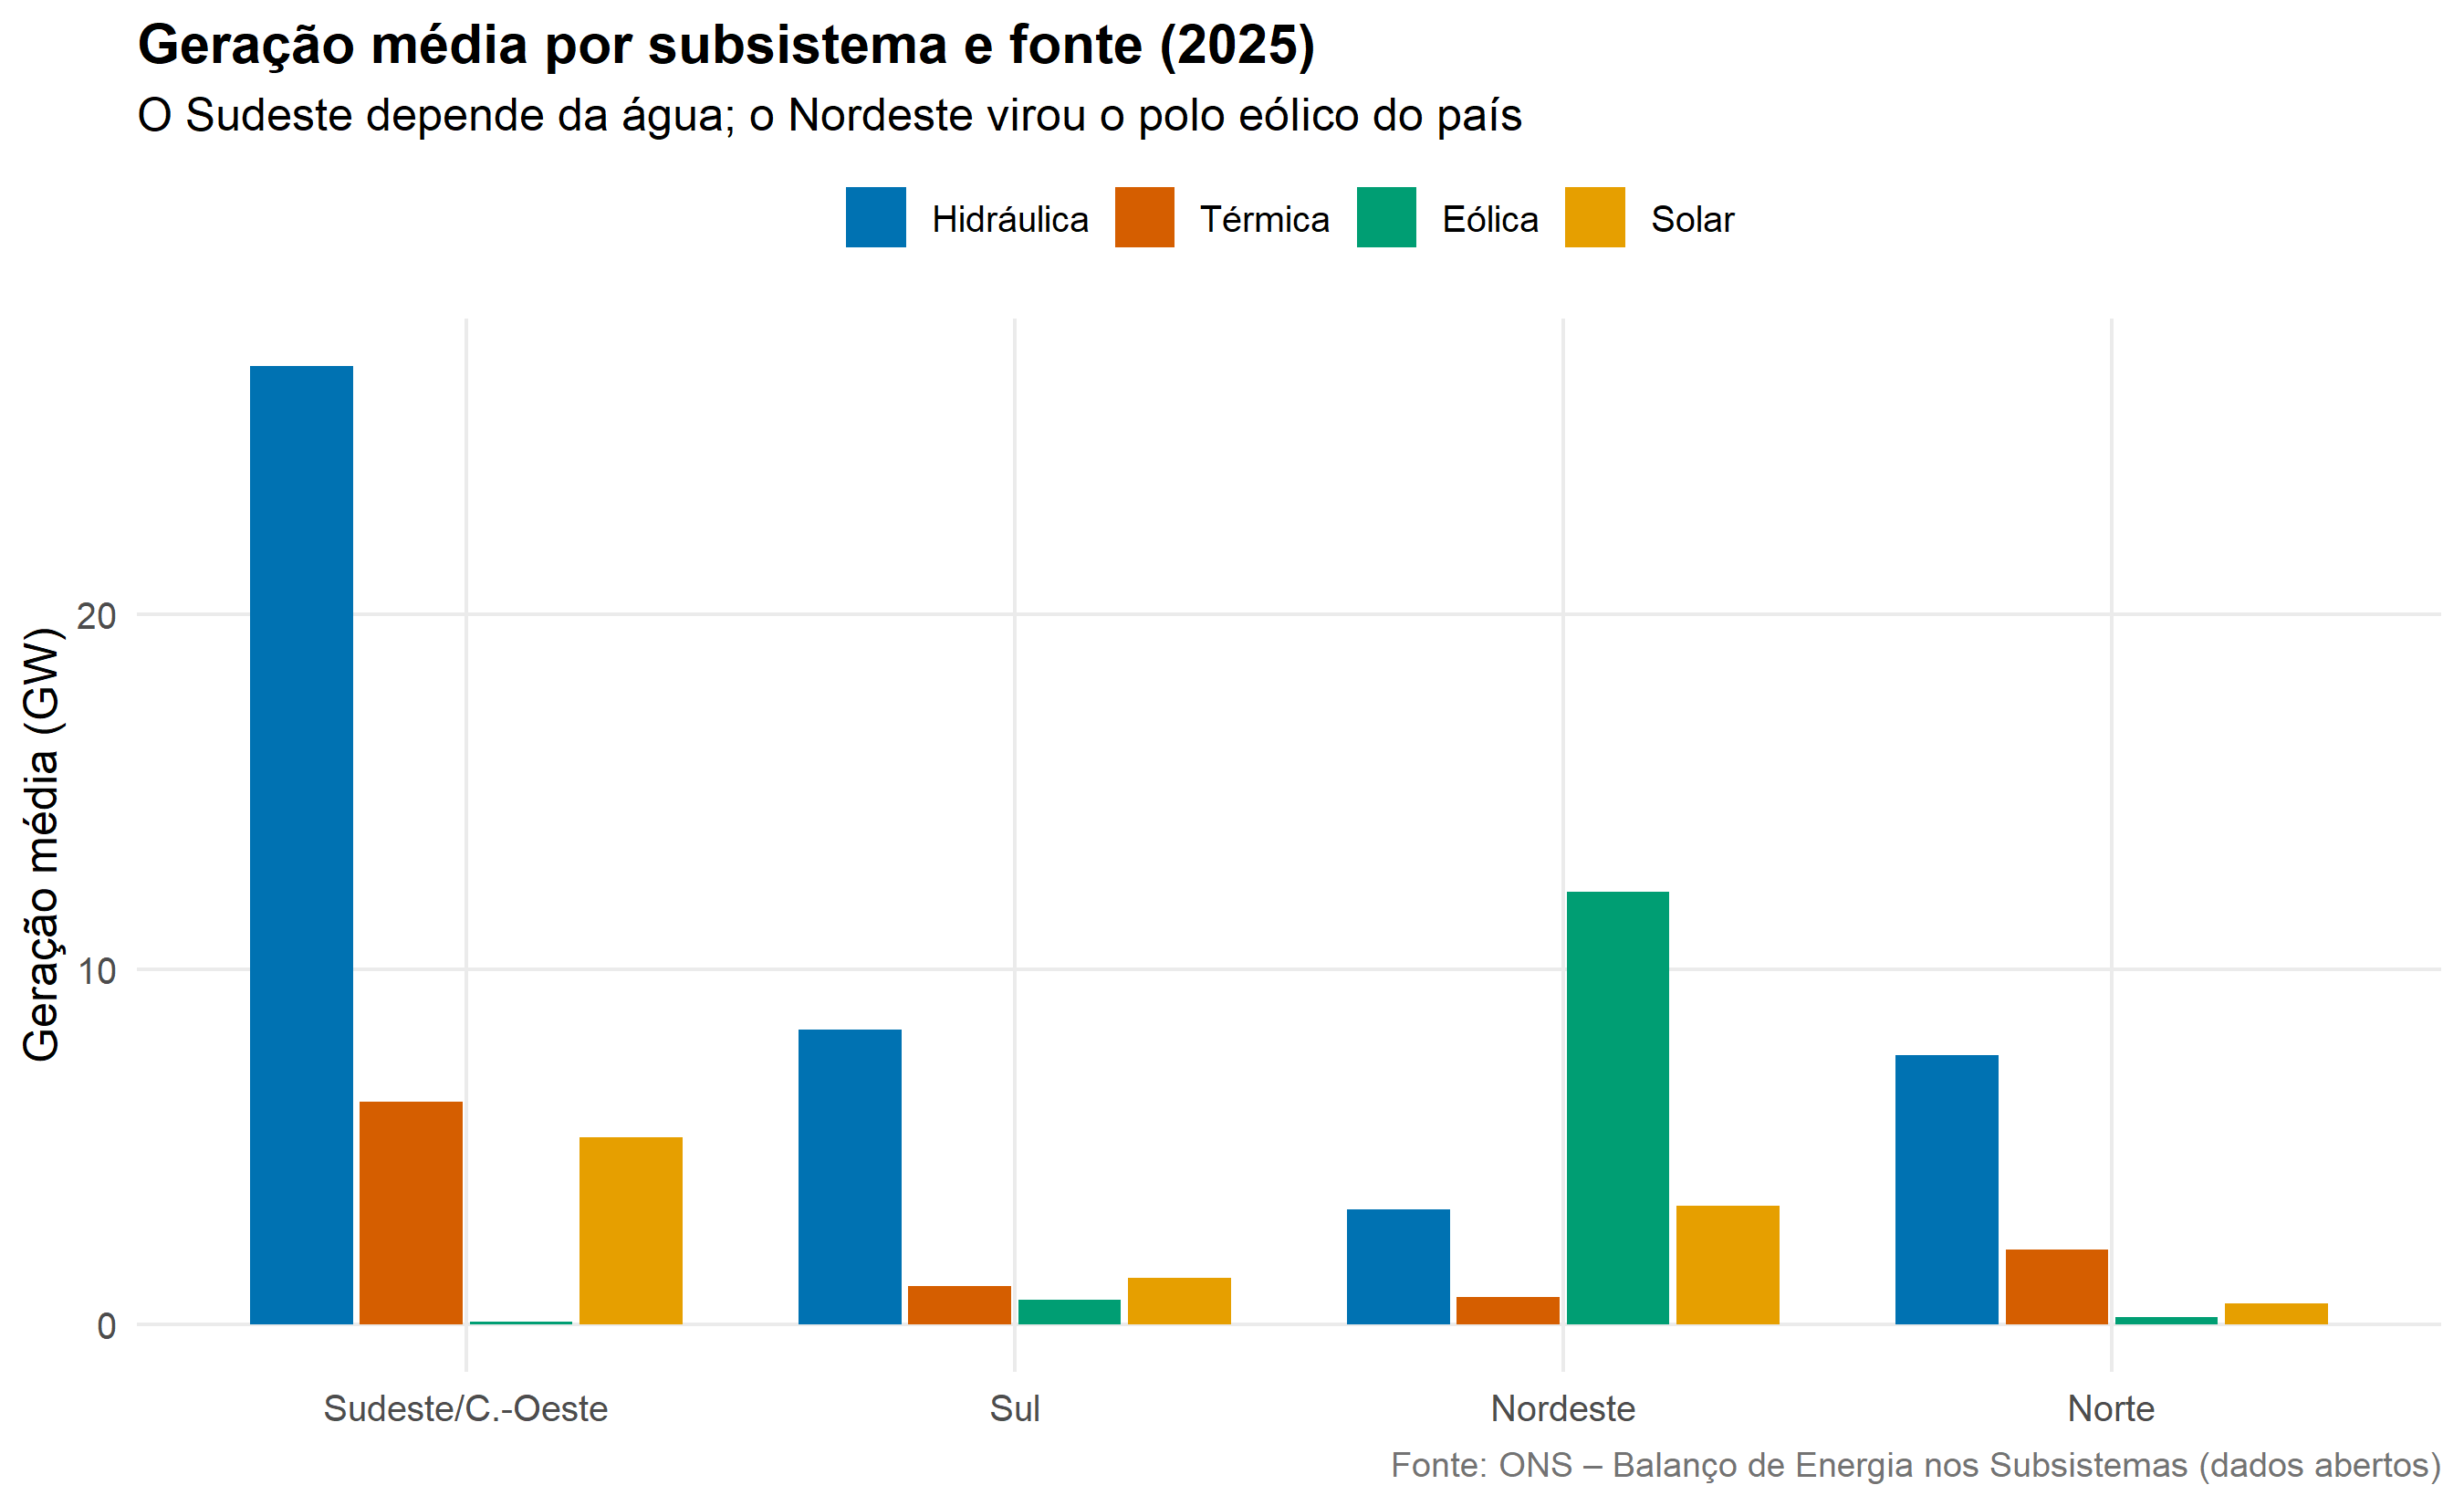 Geração média por subsistema e fonte (2025)
O Sudeste depende da água; o Nordeste virou o polo eólico do país
Hidráulica Térmica Eólica Solar
Geração média (GW)
20
10
0
Sudeste/C.-Oeste Sul Nordeste Norte
Fonte: ONS – Balanço de Energia nos Subsistemas (dados abertos)